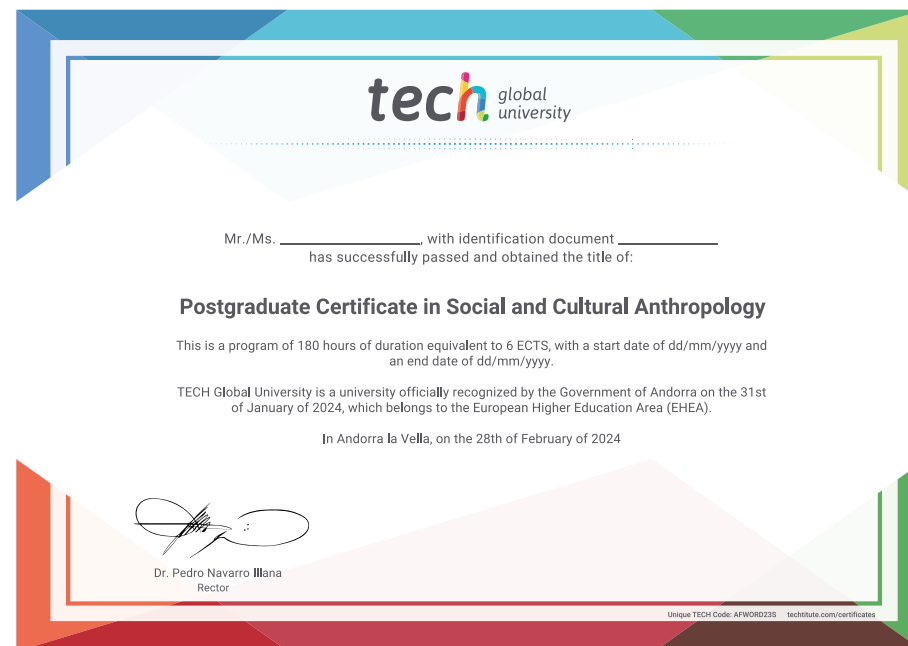 tech global university
Mr./Ms. ____________, with identification document ____________
has successfully passed and obtained the title of:
Postgraduate Certificate in Social and Cultural Anthropology
This is a program of 180 hours of duration equivalent to 6 ECTS, with a start date of dd/mm/yyyy and
an end date of dd/mm/yyyy.
TECH Global University is a university officially recognized by the Government of Andorra on the 31st
of January of 2024, which belongs to the European Higher Education Area (EHEA).
In Andorra la Vella, on the 28th of February of 2024
Dr. Pedro Navarro Illana
Rector
Unique TECH Code: AFWORD23S techtitute.com/certificates